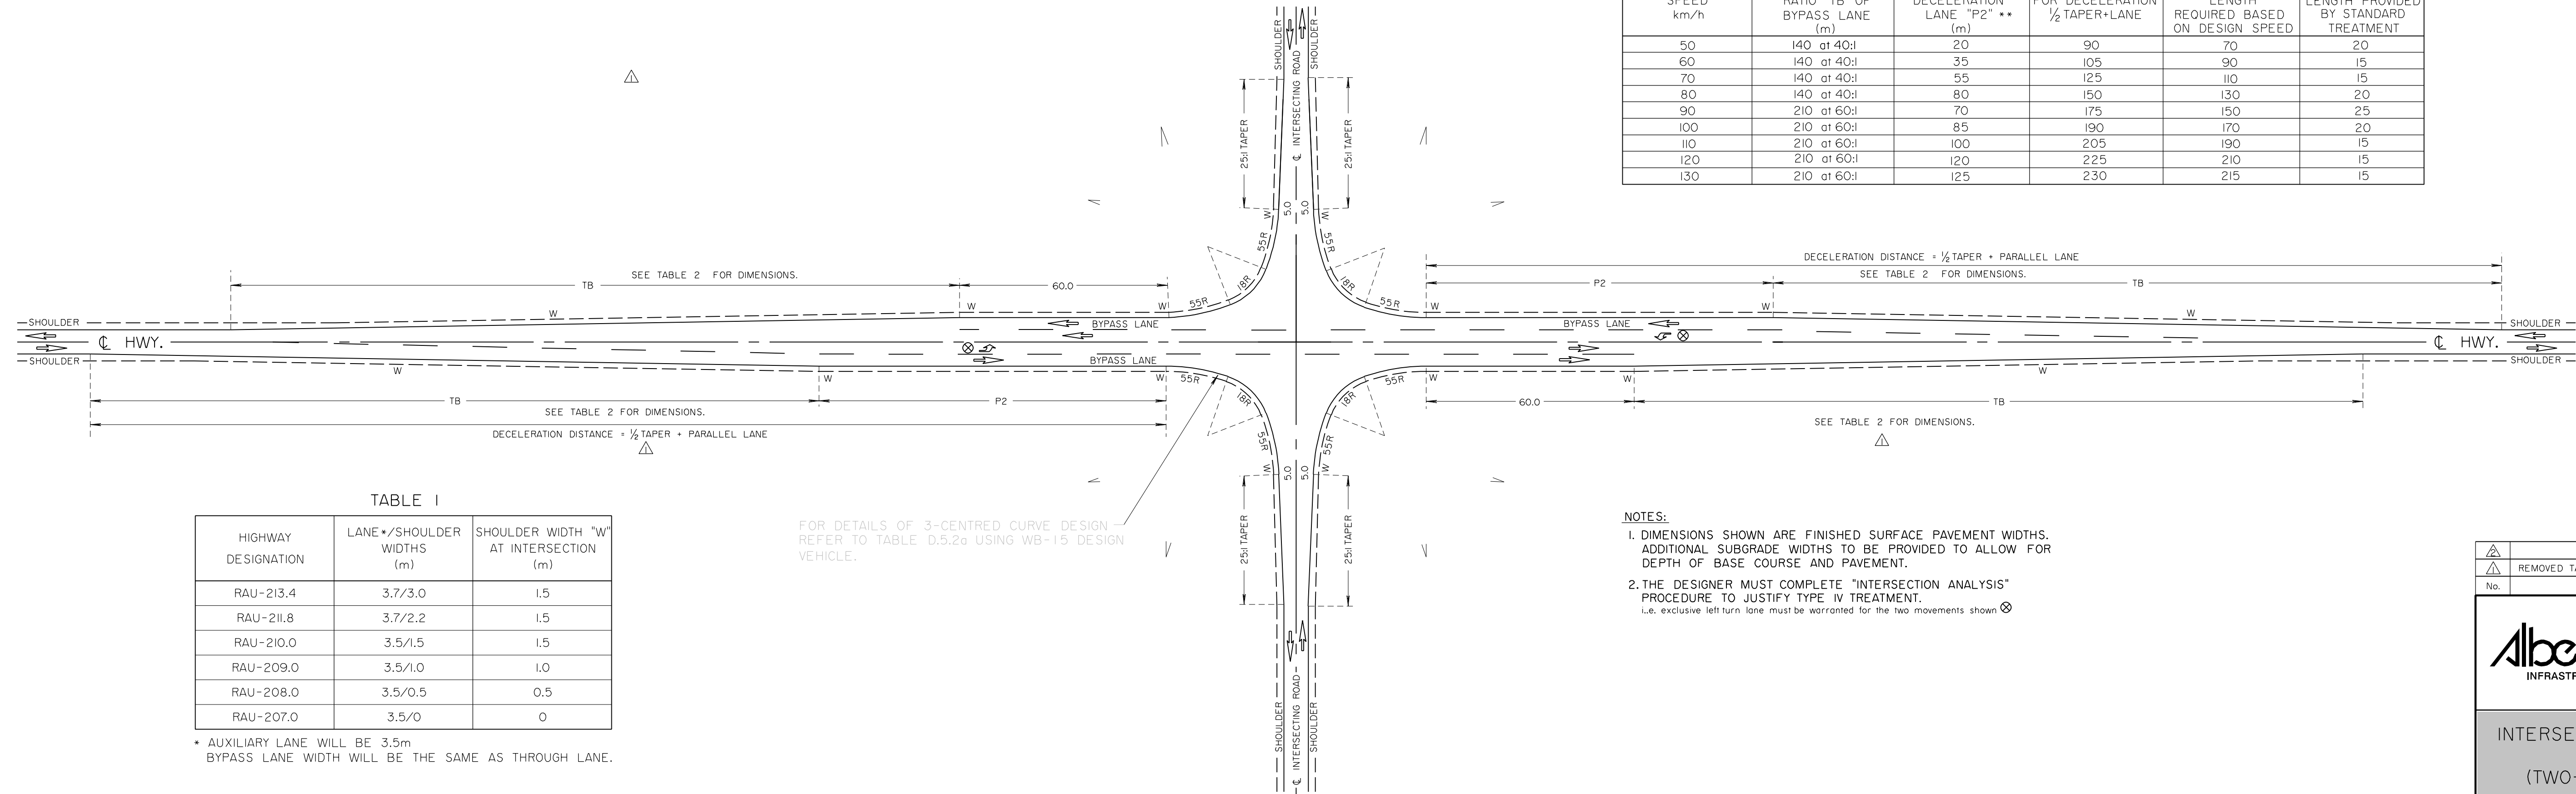 SPEED
km/h
RATIO "TB" OF
BYPASS LANE
(m)
DECELERATION
LANE "P2" **
(m)
FOR DECELERATION
½ TAPER+LANE
LENGTH
REQUIRED BASED
ON DESIGN SPEED
LENGTH PROVIDED
BY STANDARD
TREATMENT
50 140 at 40:1 20 90 70 20
60 140 at 40:1 35 105 90 15
70 140 at 40:1 55 125 110 15
80 140 at 40:1 80 150 130 20
90 210 at 60:1 70 175 150 25
100 210 at 60:1 85 190 170 20
110 210 at 60:1 100 205 190 15
120 210 at 60:1 120 225 210 15
130 210 at 60:1 125 230 215 15
SHOULDER
℄ INTERSECTING ROAD
SHOULDER
25:1 TAPER
25:1 TAPER
1
W 5.0 5.0 W
55R 55R
18R 18R
55R 55R
SEE TABLE 2 FOR DIMENSIONS.
TB
60.0
DECELERATION DISTANCE = ½ TAPER + PARALLEL LANE
SEE TABLE 2 FOR DIMENSIONS.
P2
TB
W W W W W W
SHOULDER
BYPASS LANE
BYPASS LANE
SHOULDER
℄ HWY.
℄ HWY.
SHOULDER
BYPASS LANE
SHOULDER
W W W W W W
55R 55R
18R 18R
55R 55R
TB
P2
SEE TABLE 2 FOR DIMENSIONS.
DECELERATION DISTANCE = ½ TAPER + PARALLEL LANE
1
60.0
TB
SEE TABLE 2 FOR DIMENSIONS.
1
W 5.0 5.0 W
25:1 TAPER
25:1 TAPER
SHOULDER
℄ INTERSECTING ROAD
SHOULDER
FOR DETAILS OF 3-CENTRED CURVE DESIGN
REFER TO TABLE D.5.2a USING WB-15 DESIGN
VEHICLE.
TABLE 1
HIGHWAY
DESIGNATION
LANE*/SHOULDER
WIDTHS
(m)
SHOULDER WIDTH "W"
AT INTERSECTION
(m)
RAU-213.4 3.7/3.0 1.5
RAU-211.8 3.7/2.2 1.5
RAU-210.0 3.5/1.5 1.5
RAU-209.0 3.5/1.0 1.0
RAU-208.0 3.5/0.5 0.5
RAU-207.0 3.5/0 0
* AUXILIARY LANE WILL BE 3.5m
BYPASS LANE WIDTH WILL BE THE SAME AS THROUGH LANE.
NOTES:
1. DIMENSIONS SHOWN ARE FINISHED SURFACE PAVEMENT WIDTHS.
ADDITIONAL SUBGRADE WIDTHS TO BE PROVIDED TO ALLOW FOR
DEPTH OF BASE COURSE AND PAVEMENT.
2. THE DESIGNER MUST COMPLETE "INTERSECTION ANALYSIS"
PROCEDURE TO JUSTIFY TYPE IV TREATMENT.
i..e. exclusive left turn lane must be warranted for the two movements shown ⊗
2
1 REMOVED TA
No.
Albe
INFRASTR
INTERSE
(TWO-